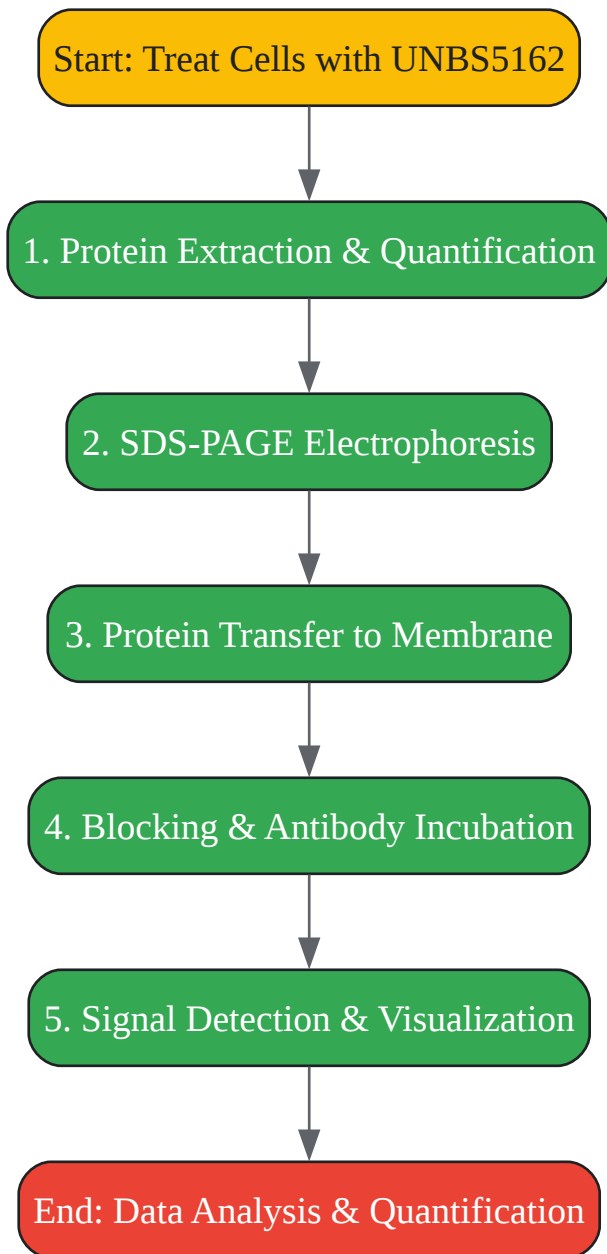 Start: Treat Cells with UNBS5162
1. Protein Extraction & Quantification
2. SDS-PAGE Electrophoresis
3. Protein Transfer to Membrane
4. Blocking & Antibody Incubation
5. Signal Detection & Visualization
End: Data Analysis & Quantification